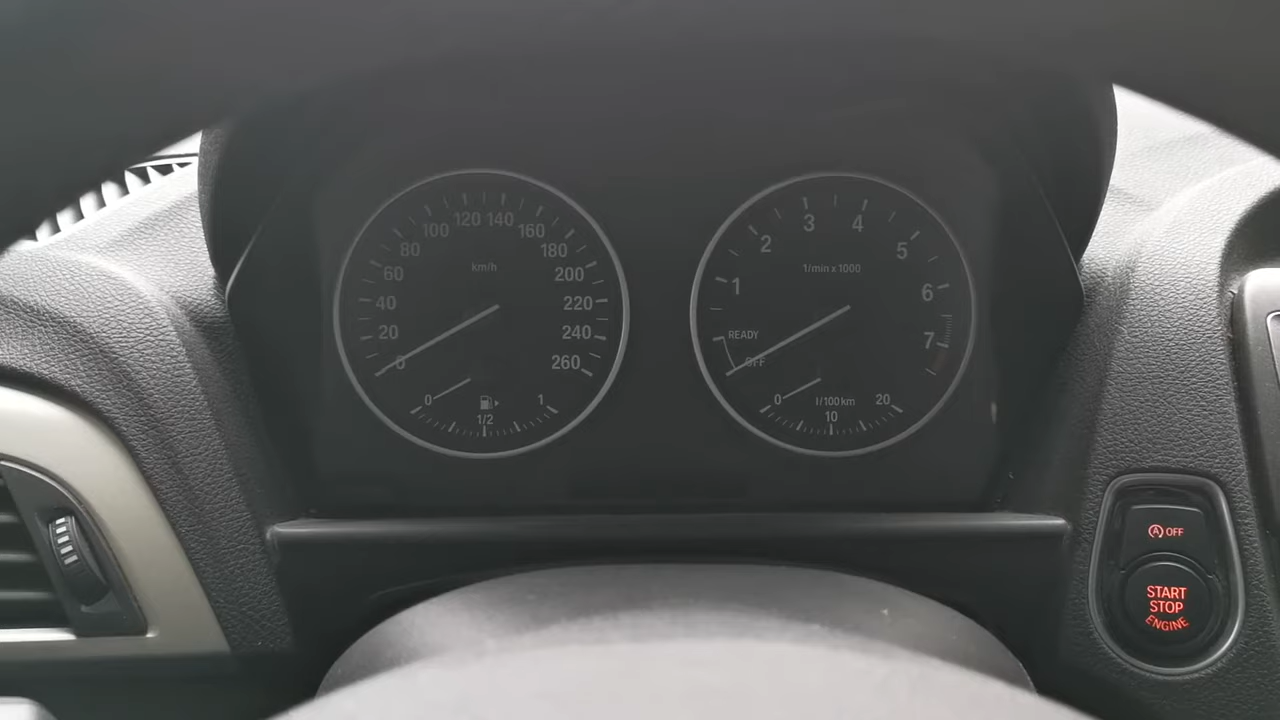 120 140
100 160
80 180
60 km/h 200
40 220
20 240
0 260
0 1
1/2
3 4
2 5
1/min x 1000
1 6
READY 7
OFF
0 l/100km 20
10
A OFF
START
STOP
ENGINE